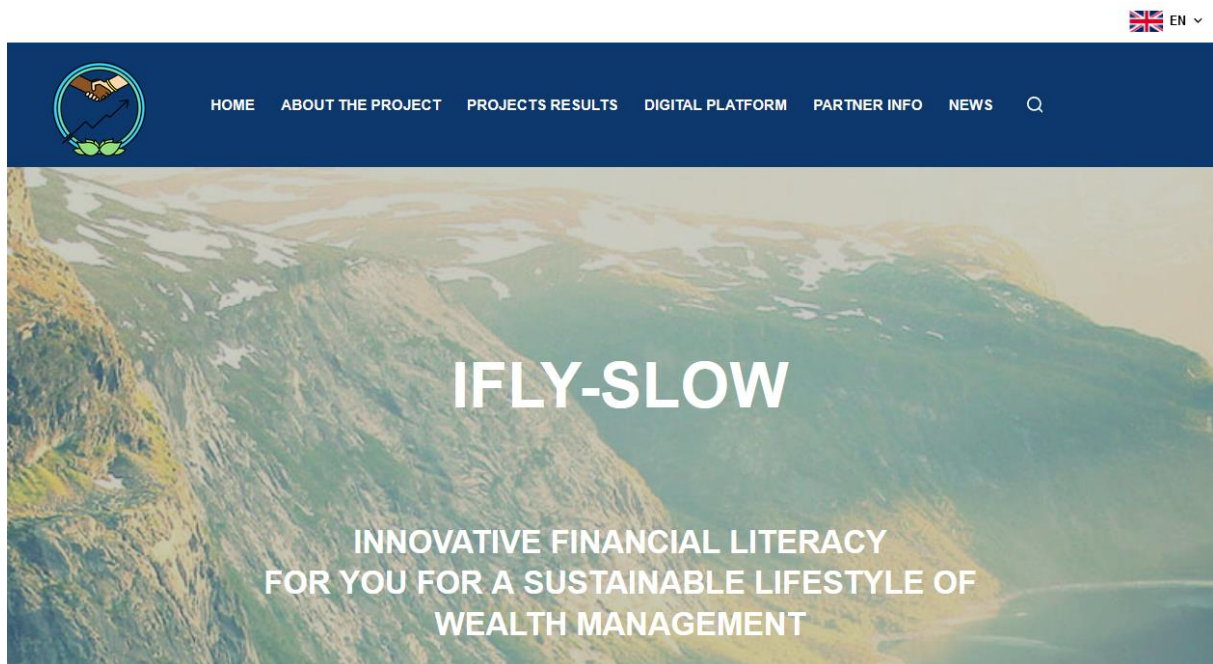 EN
HOME ABOUT THE PROJECT PROJECTS RESULTS DIGITAL PLATFORM PARTNER INFO NEWS
IFLY-SLOW
INNOVATIVE FINANCIAL LITERACY
FOR YOU FOR A SUSTAINABLE LIFESTYLE OF
WEALTH MANAGEMENT